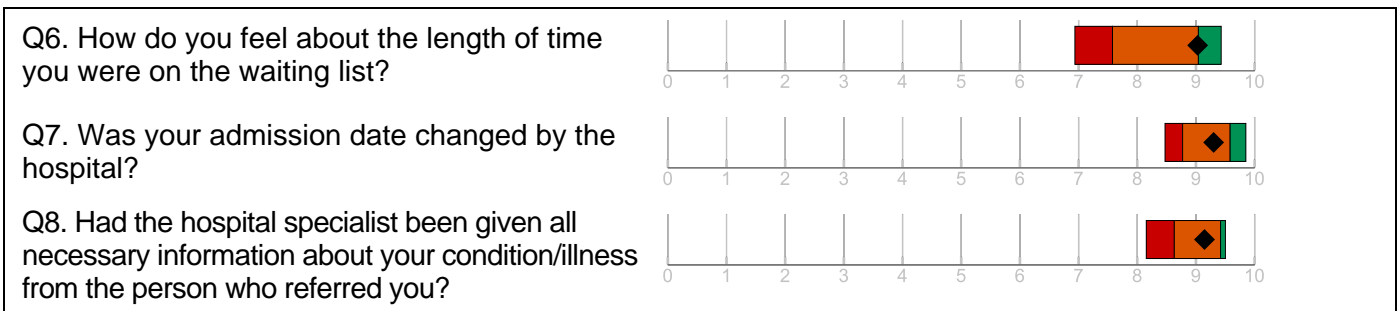 Q6. How do you feel about the length of time
you were on the waiting list?
0 1 2 3 4 5 6 7 8 9 10
Q7. Was your admission date changed by the
hospital?
0 1 2 3 4 5 6 7 8 9 10
Q8. Had the hospital specialist been given all
necessary information about your condition/illness
from the person who referred you?
0 1 2 3 4 5 6 7 8 9 10